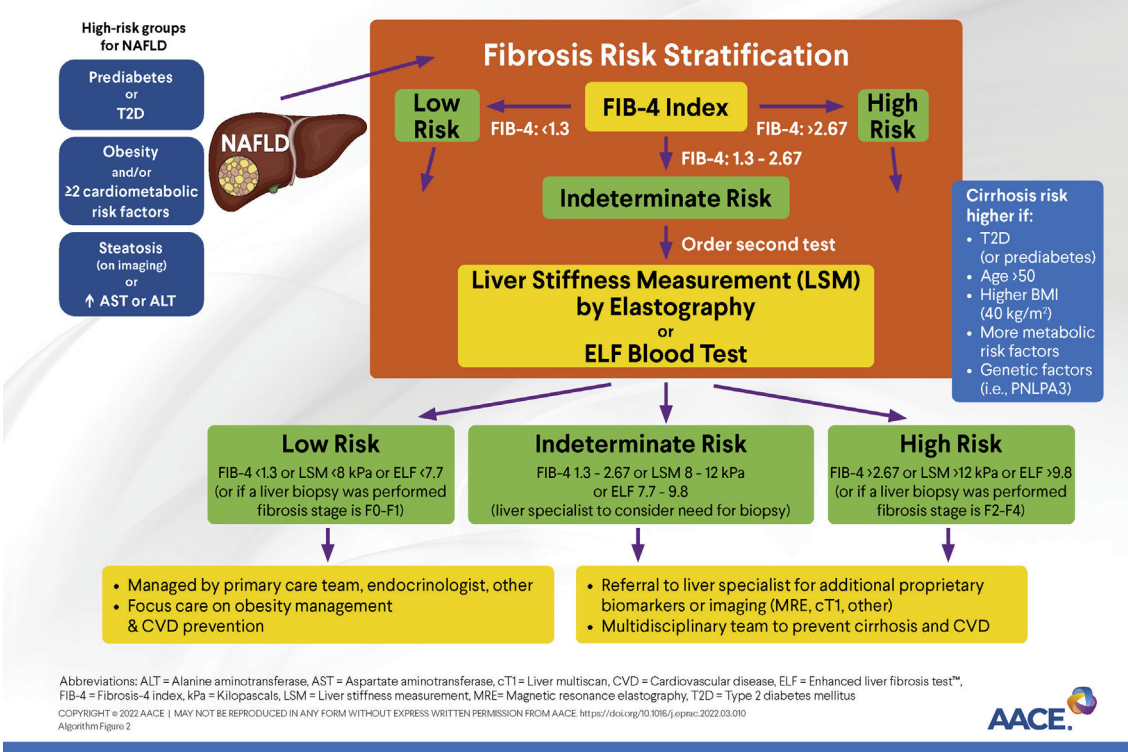 High-risk groups
for NAFLD
Prediabetes
or
T2D
Obesity
and/or
≥2 cardiometabolic
risk factors
Steatosis
(on imaging)
or
↑ AST or ALT
NAFLD
Fibrosis Risk Stratification
Low
Risk
FIB-4: <1.3
FIB-4 Index
FIB-4: >2.67
High
Risk
FIB-4: 1.3 - 2.67
Indeterminate Risk
Order second test
Liver Stiffness Measurement (LSM)
by Elastography
or
ELF Blood Test
Cirrhosis risk
higher if:
• T2D
(or prediabetes)
• Age >50
• Higher BMI
(40 kg/m²)
• More metabolic
risk factors
• Genetic factors
(i.e., PNLPA3)
Low Risk
FIB-4 <1.3 or LSM <8 kPa or ELF <7.7
(or if a liver biopsy was performed
fibrosis stage is F0-F1)
Indeterminate Risk
FIB-4 1.3 - 2.67 or LSM 8 - 12 kPa
or ELF 7.7 - 9.8
(liver specialist to consider need for biopsy)
High Risk
FIB-4 >2.67 or LSM >12 kPa or ELF >9.8
(or if a liver biopsy was performed
fibrosis stage is F2-F4)
• Managed by primary care team, endocrinologist, other
• Focus care on obesity management
& CVD prevention
• Referral to liver specialist for additional proprietary
biomarkers or imaging (MRE, cT1, other)
• Multidisciplinary team to prevent cirrhosis and CVD
Abbreviations: ALT = Alanine aminotransferase, AST = Aspartate aminotransferase, cT1 = Liver multiscan, CVD = Cardiovascular disease, ELF = Enhanced liver fibrosis test™,
FIB-4 = Fibrosis-4 index, kPa = Kilopascals, LSM = Liver stiffness measurement, MRE= Magnetic resonance elastography, T2D = Type 2 diabetes mellitus
COPYRIGHT © 2022 AACE | MAY NOT BE REPRODUCED IN ANY FORM WITHOUT EXPRESS WRITTEN PERMISSION FROM AACE. https://doi.org/10.1016/j.eprac.2022.03.010
Algorithm Figure 2
AACE.